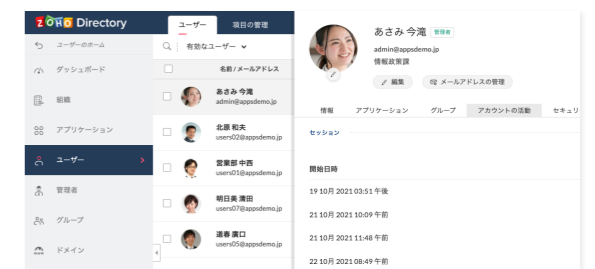 ZOHO Directory
ユーザー 項目の管理
ユーザーのホーム
ダッシュボード
組織
アプリケーション
ユーザー
管理者
グループ
ドメイン
有効なユーザー
名前 / メールアドレス
あさみ 今滝
admin@appsdemo.jp
北原 和夫
users02@appsdemo.jp
営業部 中西
users01@appsdemo.jp
明日美 清田
users07@appsdemo.jp
道春 廣口
users05@appsdemo.jp
あさみ 今滝 管理者
admin@appsdemo.jp
情報政策課
編集 メールアドレスの管理
情報 アプリケーション グループ アカウントの活動 セキュリ
セッション
開始日時
19 10月 2021 03:51 午後
21 10月 2021 10:09 午前
21 10月 2021 11:48 午前
22 10月 2021 08:49 午前